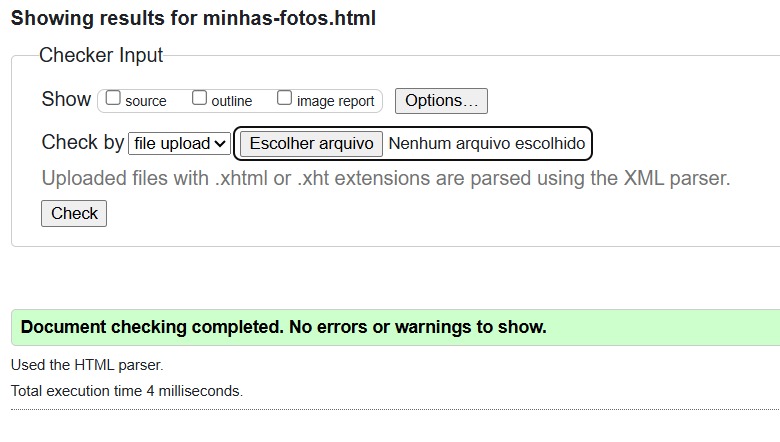 Showing results for minhas-fotos.html
Checker Input
Show source outline image report Options...
Check by file upload Escolher arquivo Nenhum arquivo escolhido
Uploaded files with .xhtml or .xht extensions are parsed using the XML parser.
Check
Document checking completed. No errors or warnings to show.
Used the HTML parser.
Total execution time 4 milliseconds.